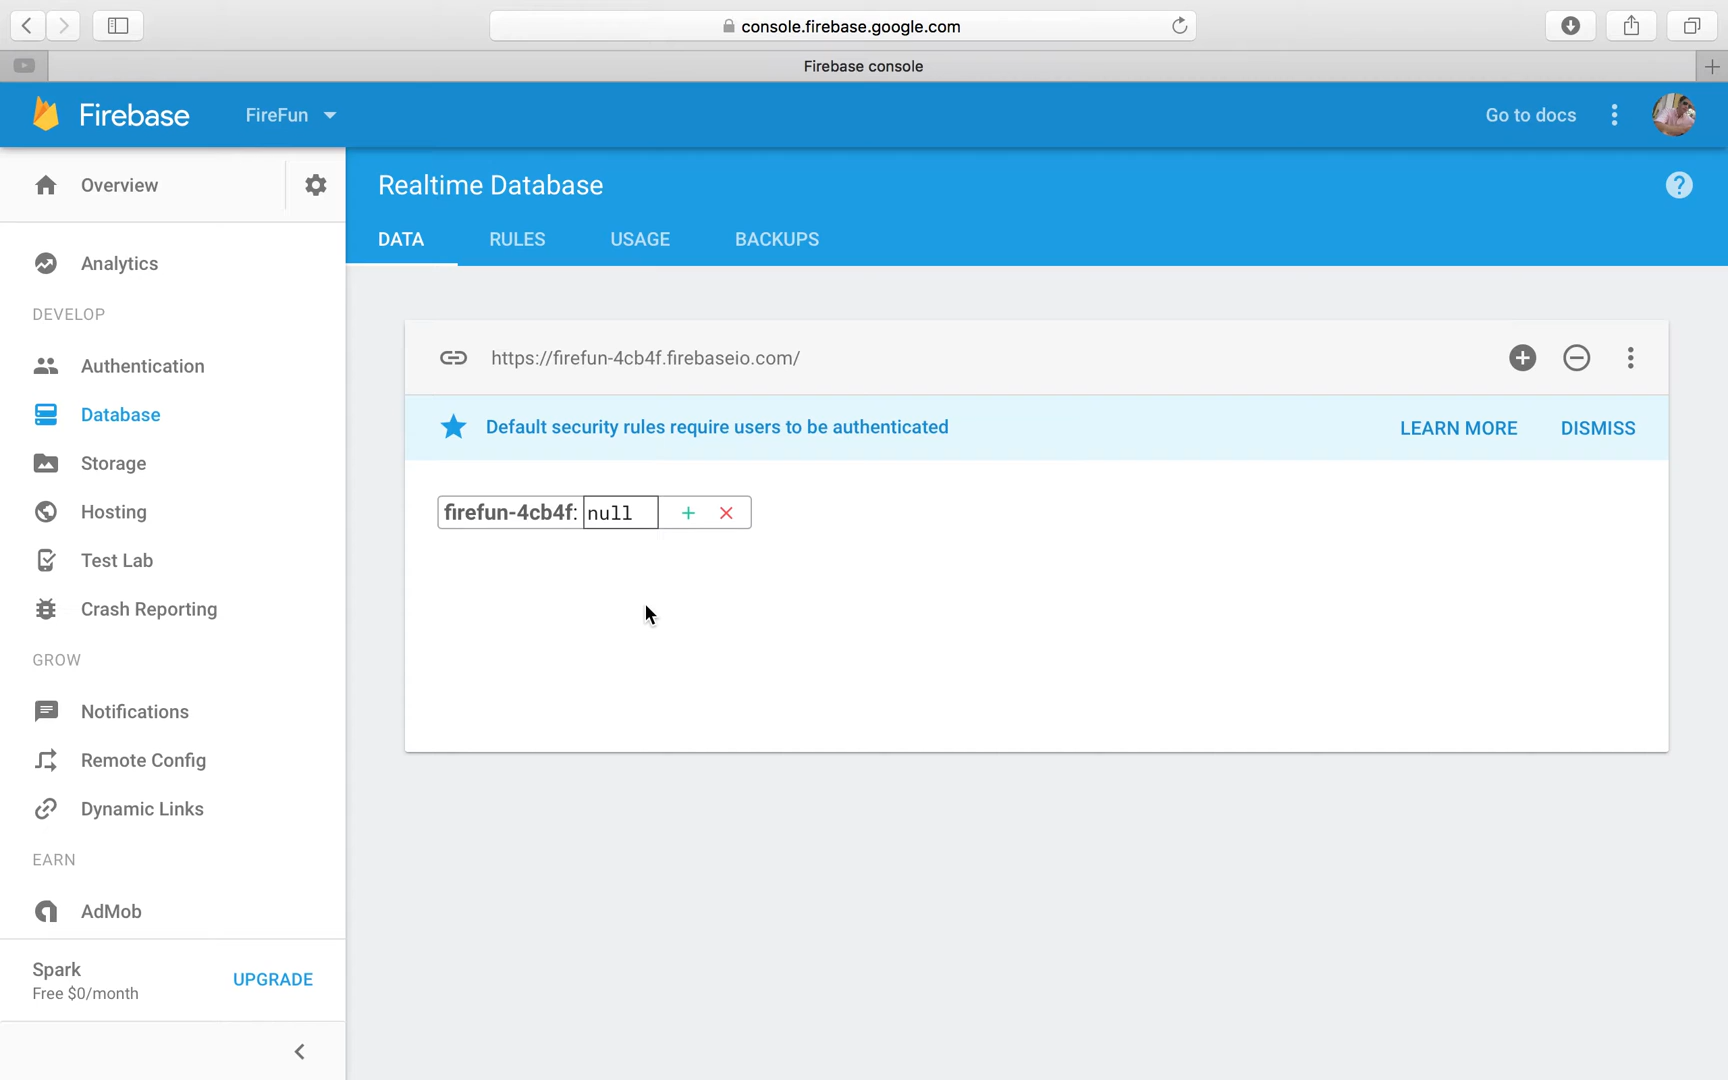 console.firebase.google.com
Firebase console
Firebase
FireFun
Go to docs
Overview
Realtime Database
DATA
RULES
USAGE
BACKUPS
Analytics
DEVELOP
Authentication
Database
Storage
Hosting
Test Lab
Crash Reporting
GROW
Notifications
Remote Config
Dynamic Links
EARN
AdMob
Spark
Free $0/month
UPGRADE
https://firefun-4cb4f.firebaseio.com/
Default security rules require users to be authenticated
LEARN MORE
DISMISS
firefun-4cb4f: null